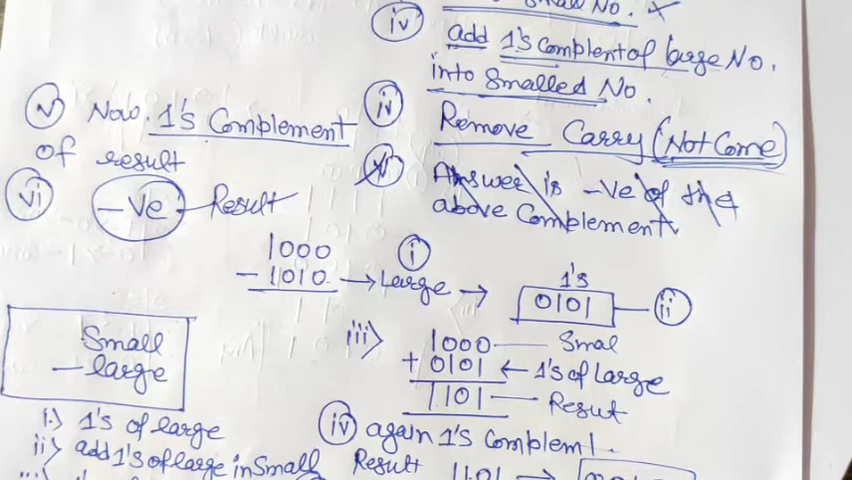 Small No. ×
iv add 1's Complent of large No.
into Smalled No.
iv Remove Carry (Not Come)
v Answer is -Ve of the
above Complement
v Now. 1's Complement
of result
vi -Ve Result
1000
- 1010 → Large → 0101 ii
i
1's
iii> 1000 Smal
+ 0101 ← 1's of Large
1101 Resut
Small
- large
i.> 1's of large
ii> add 1's of large in Small
iv again 1's Complemt.
Result 1101 →